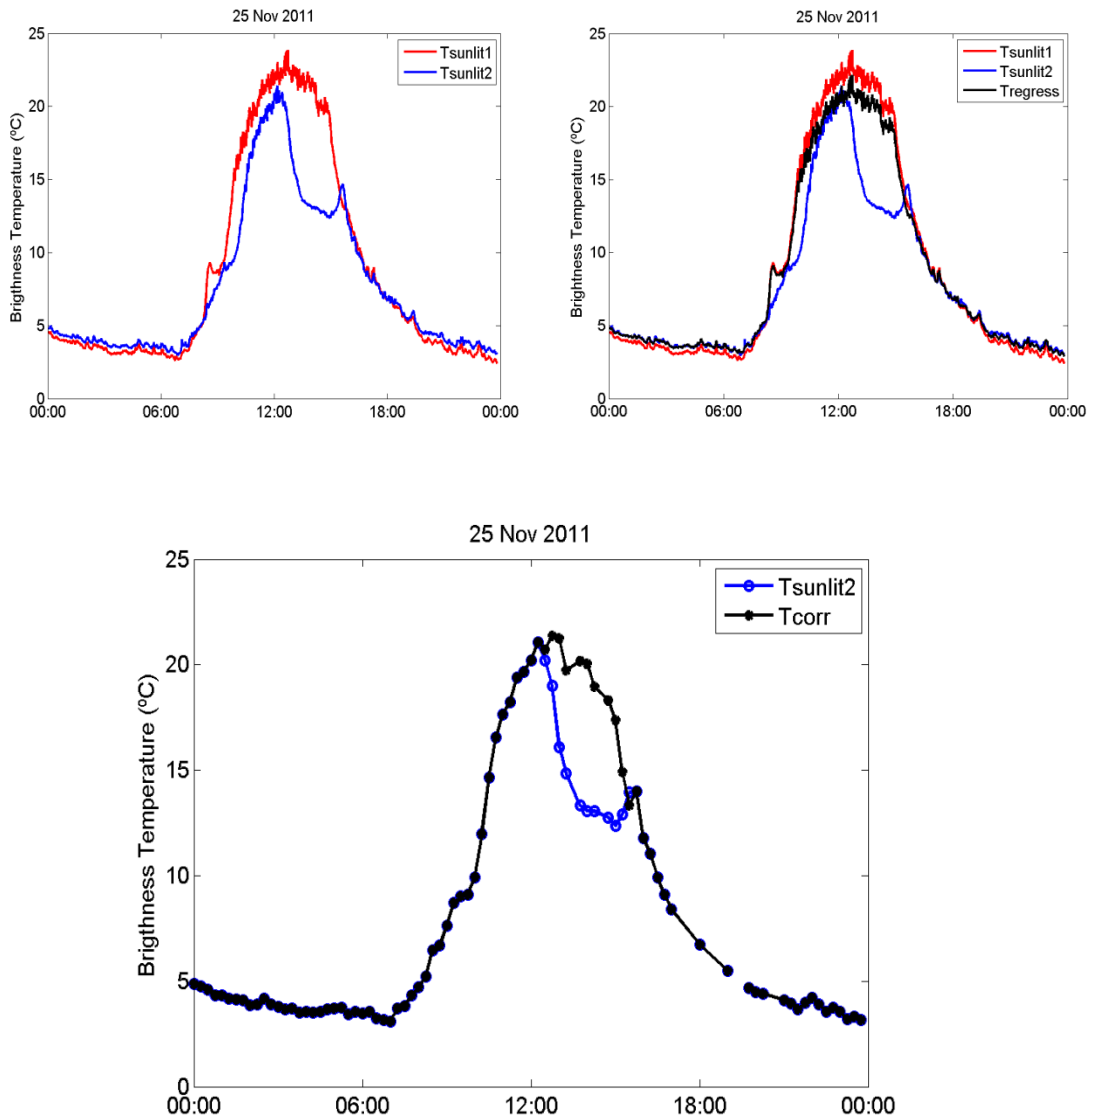 25 Nov 2011
25
20
15
10
5
0
Brigthness Temperature (ºC)
00:00 06:00 12:00 18:00 00:00
Tsunlit1
Tsunlit2
25 Nov 2011
25
20
15
10
5
0
Brightness Temperature (ºC)
00:00 06:00 12:00 18:00 00:00
Tsunlit1
Tsunlit2
Tregress
25 Nov 2011
25
20
15
10
5
0
Brigthness Temperature (ºC)
00:00 06:00 12:00 18:00 00:00
Tsunlit2
Tcorr